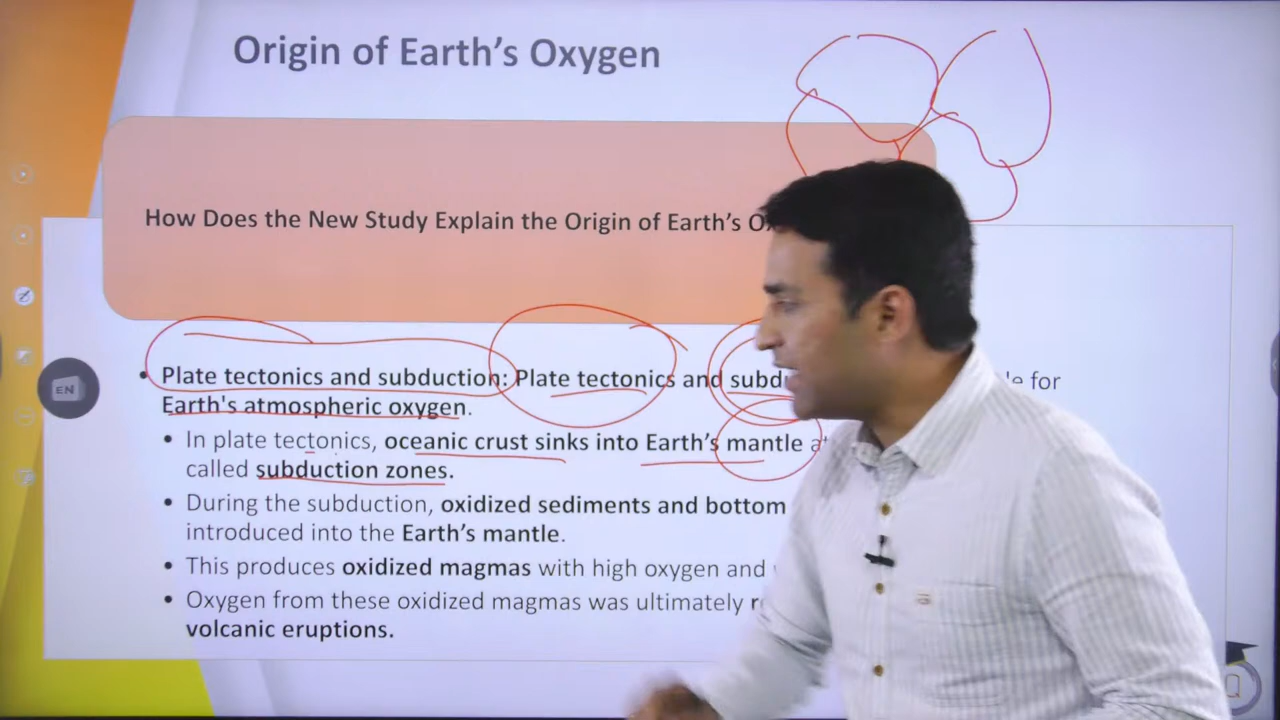 Origin of Earth's Oxygen
How Does the New Study Explain the Origin of Earth's
• Plate tectonics and subduction: Plate tectonics and for
Earth's atmospheric oxygen.
• In plate tectonics, oceanic crust sinks into Earth's mantle
called subduction zones.
• During the subduction, oxidized sediments and bottom
introduced into the Earth's mantle.
• This produces oxidized magmas with high oxygen and
• Oxygen from these oxidized magmas was ultimately
volcanic eruptions.
EN